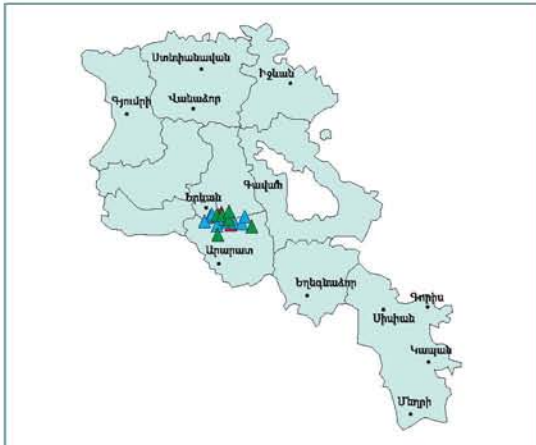 Ստեփանավան
Իջևան
Գյումրի
Վանաձոր
Գավառ
Երևան
Արարատ
Եղեգնաձոր
Գորիս
Սիսիան
Կապան
Մեղրի